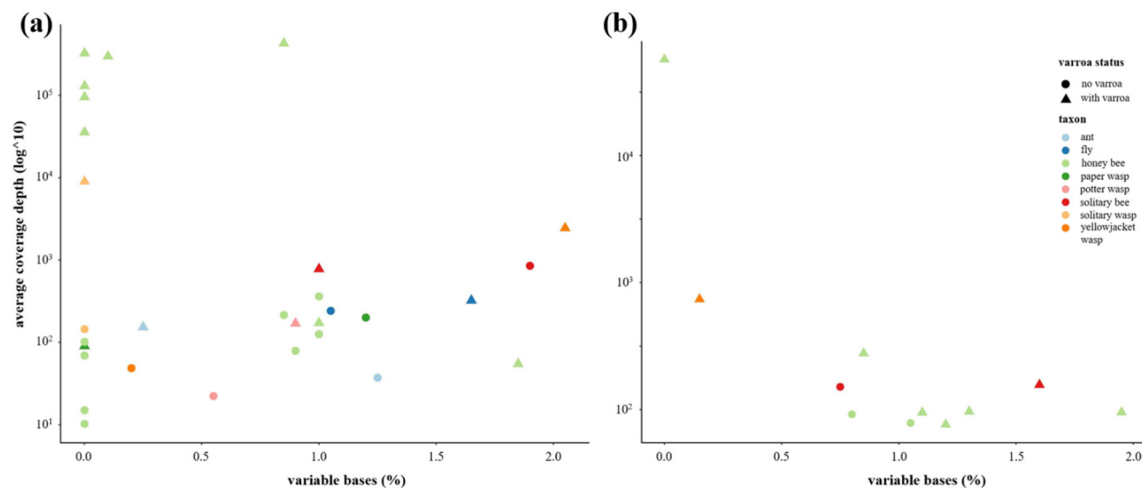 (a)
(b)
average coverage depth (log^10)
10^5
10^4
10^3
10^2
10^1
0.0 0.5 1.0 1.5 2.0
variable bases (%)
10^4
10^3
10^2
0.0 0.5 1.0 1.5 2.0
variable bases (%)
varroa status
no varroa
with varroa
taxon
ant
fly
honey bee
paper wasp
potter wasp
solitary bee
solitary wasp
yellowjacket
wasp